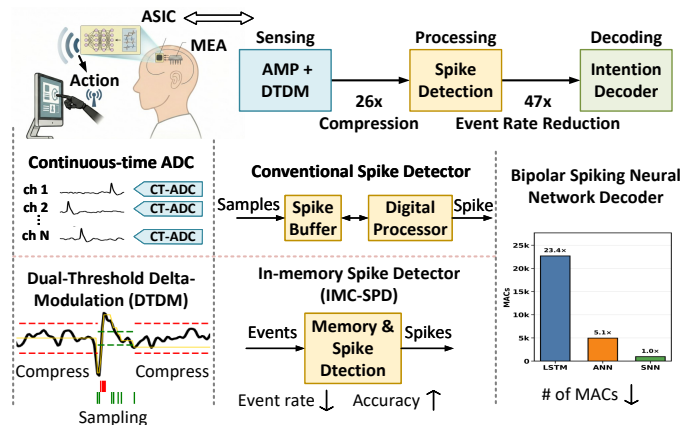 ASIC
MEA
Action
Sensing
Processing
Decoding
AMP +
DTDM
Spike
Detection
Intention
Decoder
26x
Compression
47x
Event Rate Reduction
Continuous-time ADC
ch 1
CT-ADC
ch 2
CT-ADC
ch N
CT-ADC
Dual-Threshold Delta-
Modulation (DTDM)
Compress
Compress
Sampling
Conventional Spike Detector
Samples
Spike
Buffer
Digital
Processor
Spike
In-memory Spike Detector
(IMC-SPD)
Events
Memory &
Spike
Dtection
Spikes
Event rate ↓ Accuracy ↑
Bipolar Spiking Neural
Network Decoder
MACs
25k
20k
15k
10k
5k
0
23.4×
5.1×
1.0×
LSTM
ANN
SNN
# of MACs ↓